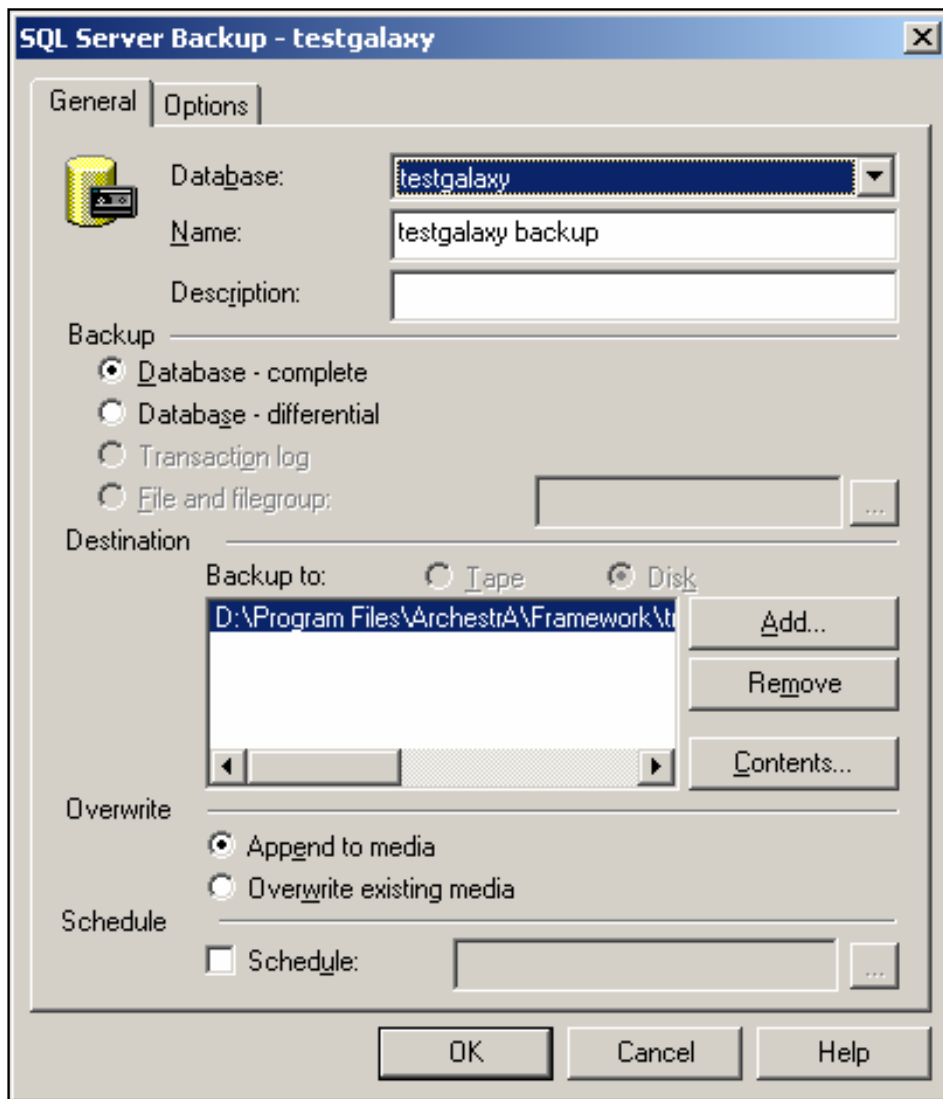 SQL Server Backup - testgalaxy
General Options
Database: testgalaxy
Name: testgalaxy backup
Description:
Backup
Database - complete
Database - differential
Transaction log
File and filegroup: ...
Destination
Backup to: Tape Disk
D:\Program Files\ArchestrA\Framework\ Add...
Remove
Contents...
Overwrite
Append to media
Overwrite existing media
Schedule
Schedule: ...
OK Cancel Help